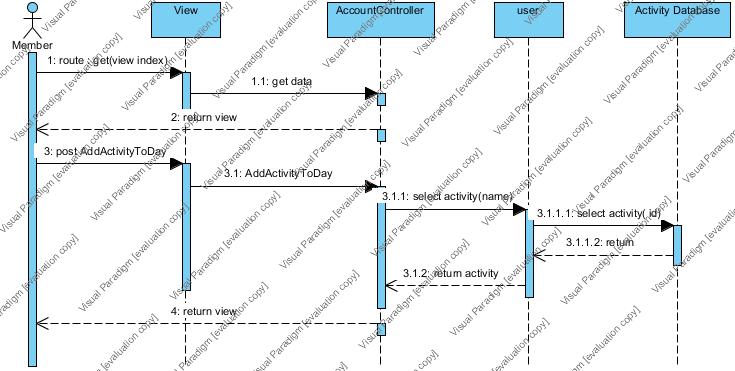 View
AccountController
user
Activity Database
Member
1: route : get(view index)
1.1: get data
2: return view
3: post AddActivityToDay
3.1: AddActivityToDay
3.1.1: select activity(name)
3.1.1.1: select activity( id)
3.1.1.2: return
3.1.2: return activity
4: return view
Visual Paradigm [evaluation copy]